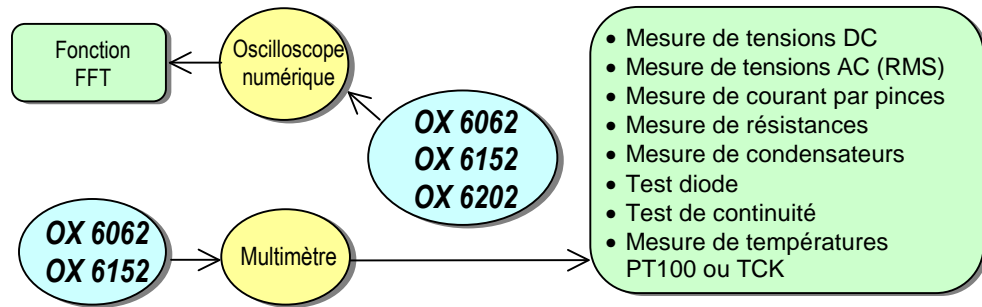 Fonction
FFT
Oscilloscope
numérique
OX 6062
OX 6152
OX 6202
OX 6062
OX 6152
Multimètre
• Mesure de tensions DC
• Mesure de tensions AC (RMS)
• Mesure de courant par pinces
• Mesure de résistances
• Mesure de condensateurs
• Test diode
• Test de continuité
• Mesure de températures
PT100 ou TCK